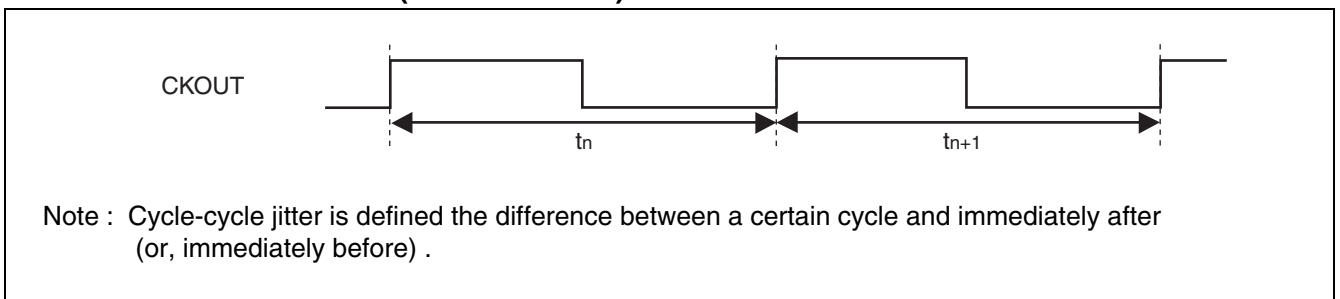 CKOUT
tn
tn+1
Note : Cycle-cycle jitter is defined the difference between a certain cycle and immediately after
(or, immediately before) .